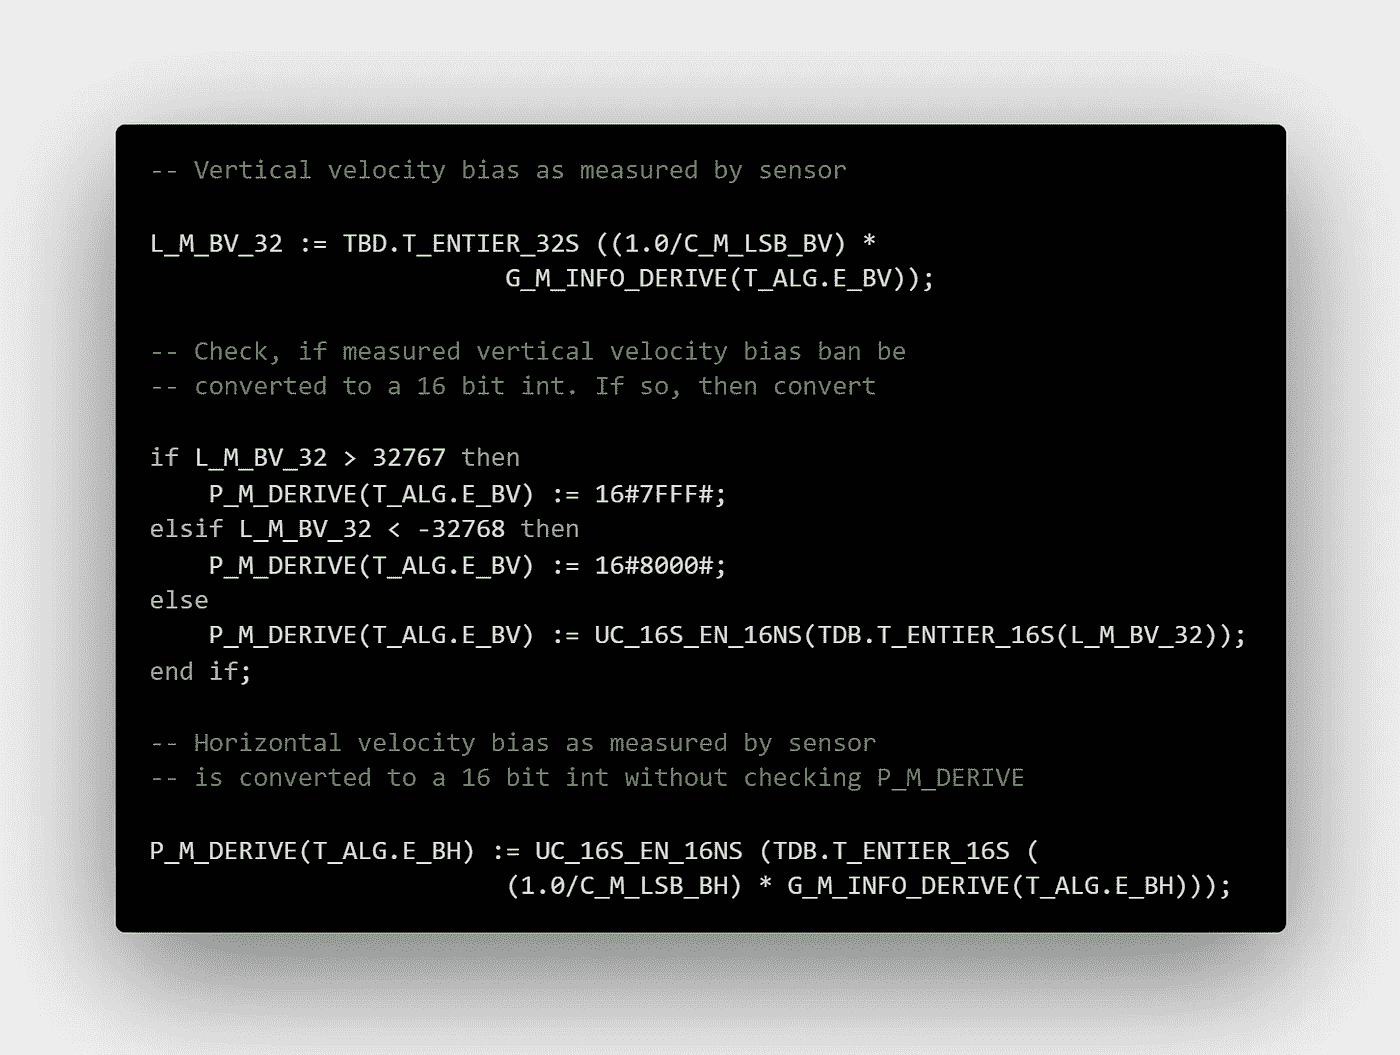 -- Vertical velocity bias as measured by sensor
L_M_BV_32 := TBD.T_ENTIER_32S ((1.0/C_M_LSB_BV) *
G_M_INFO_DERIVE(T_ALG.E_BV));
-- Check, if measured vertical velocity bias ban be
-- converted to a 16 bit int. If so, then convert
if L_M_BV_32 > 32767 then
P_M_DERIVE(T_ALG.E_BV) := 16#7FFF#;
elsif L_M_BV_32 < -32768 then
P_M_DERIVE(T_ALG.E_BV) := 16#8000#;
else
P_M_DERIVE(T_ALG.E_BV) := UC_16S_EN_16NS(TDB.T_ENTIER_16S(L_M_BV_32));
end if;
-- Horizontal velocity bias as measured by sensor
-- is converted to a 16 bit int without checking P_M_DERIVE
P_M_DERIVE(T_ALG.E_BH) := UC_16S_EN_16NS (TDB.T_ENTIER_16S (
(1.0/C_M_LSB_BH) * G_M_INFO_DERIVE(T_ALG.E_BH)));